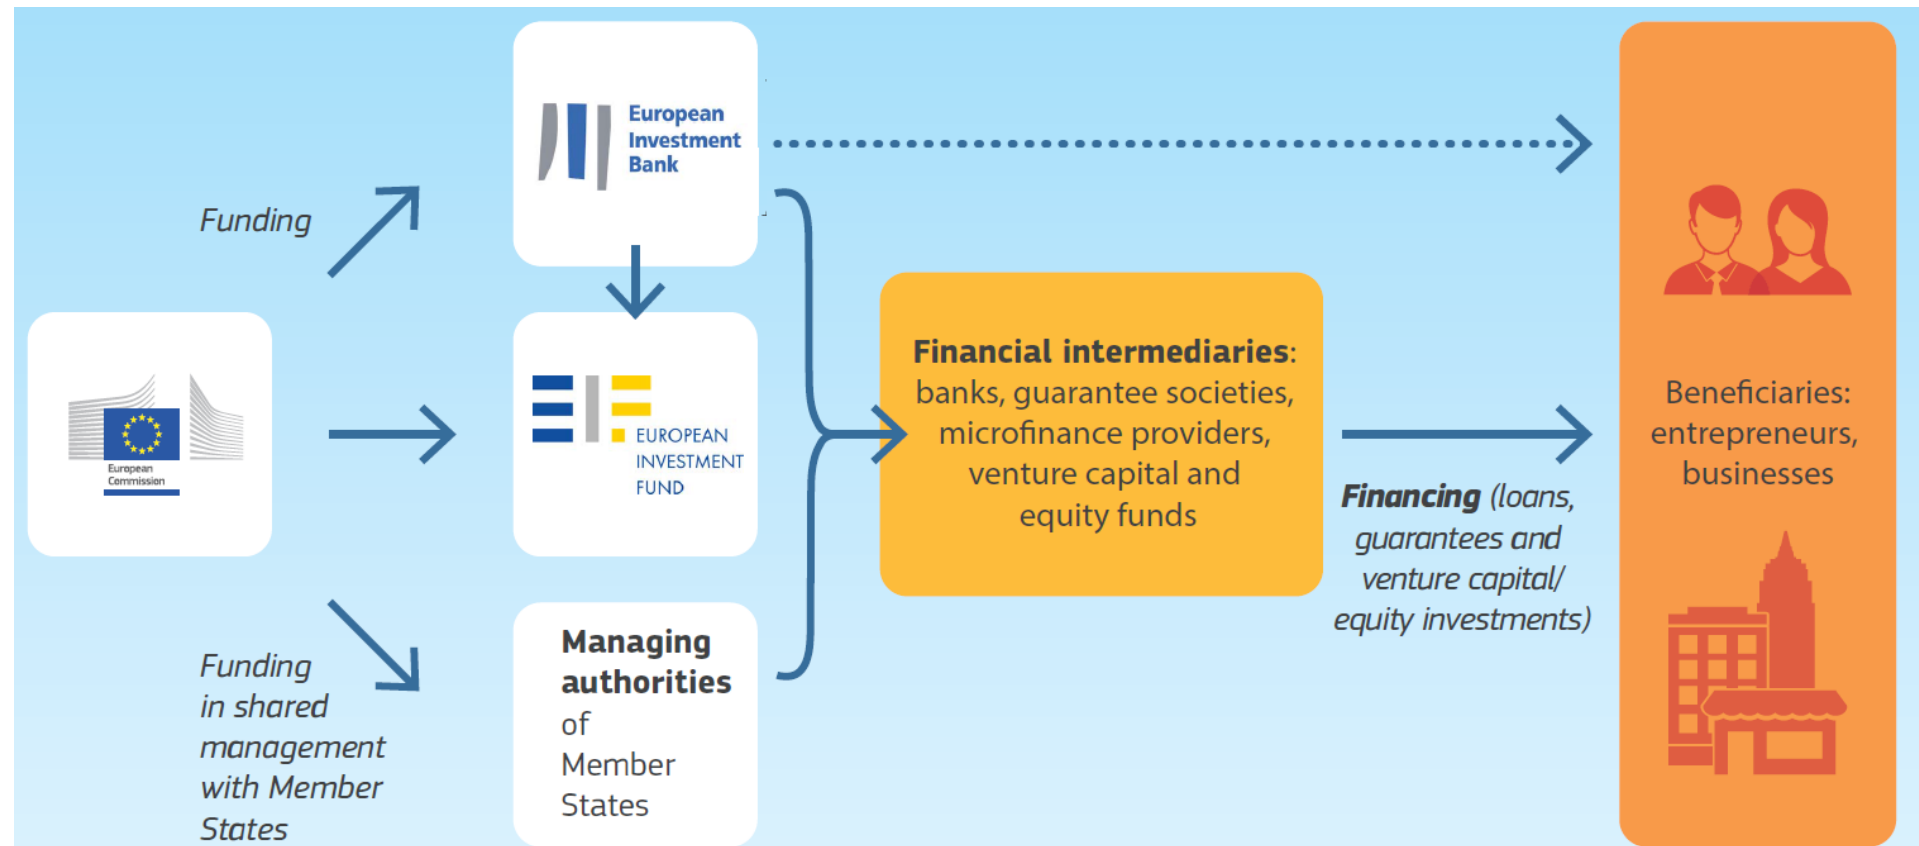 Funding
European
Commission
Funding
in shared
management
with Member
States
European
Investment
Bank
EUROPEAN
INVESTMENT
FUND
Managing
authorities
of
Member
States
Financial intermediaries:
banks, guarantee societies,
microfinance providers,
venture capital and
equity funds
Financing (loans,
guarantees and
venture capital/
equity investments)
Beneficiaries:
entrepreneurs,
businesses